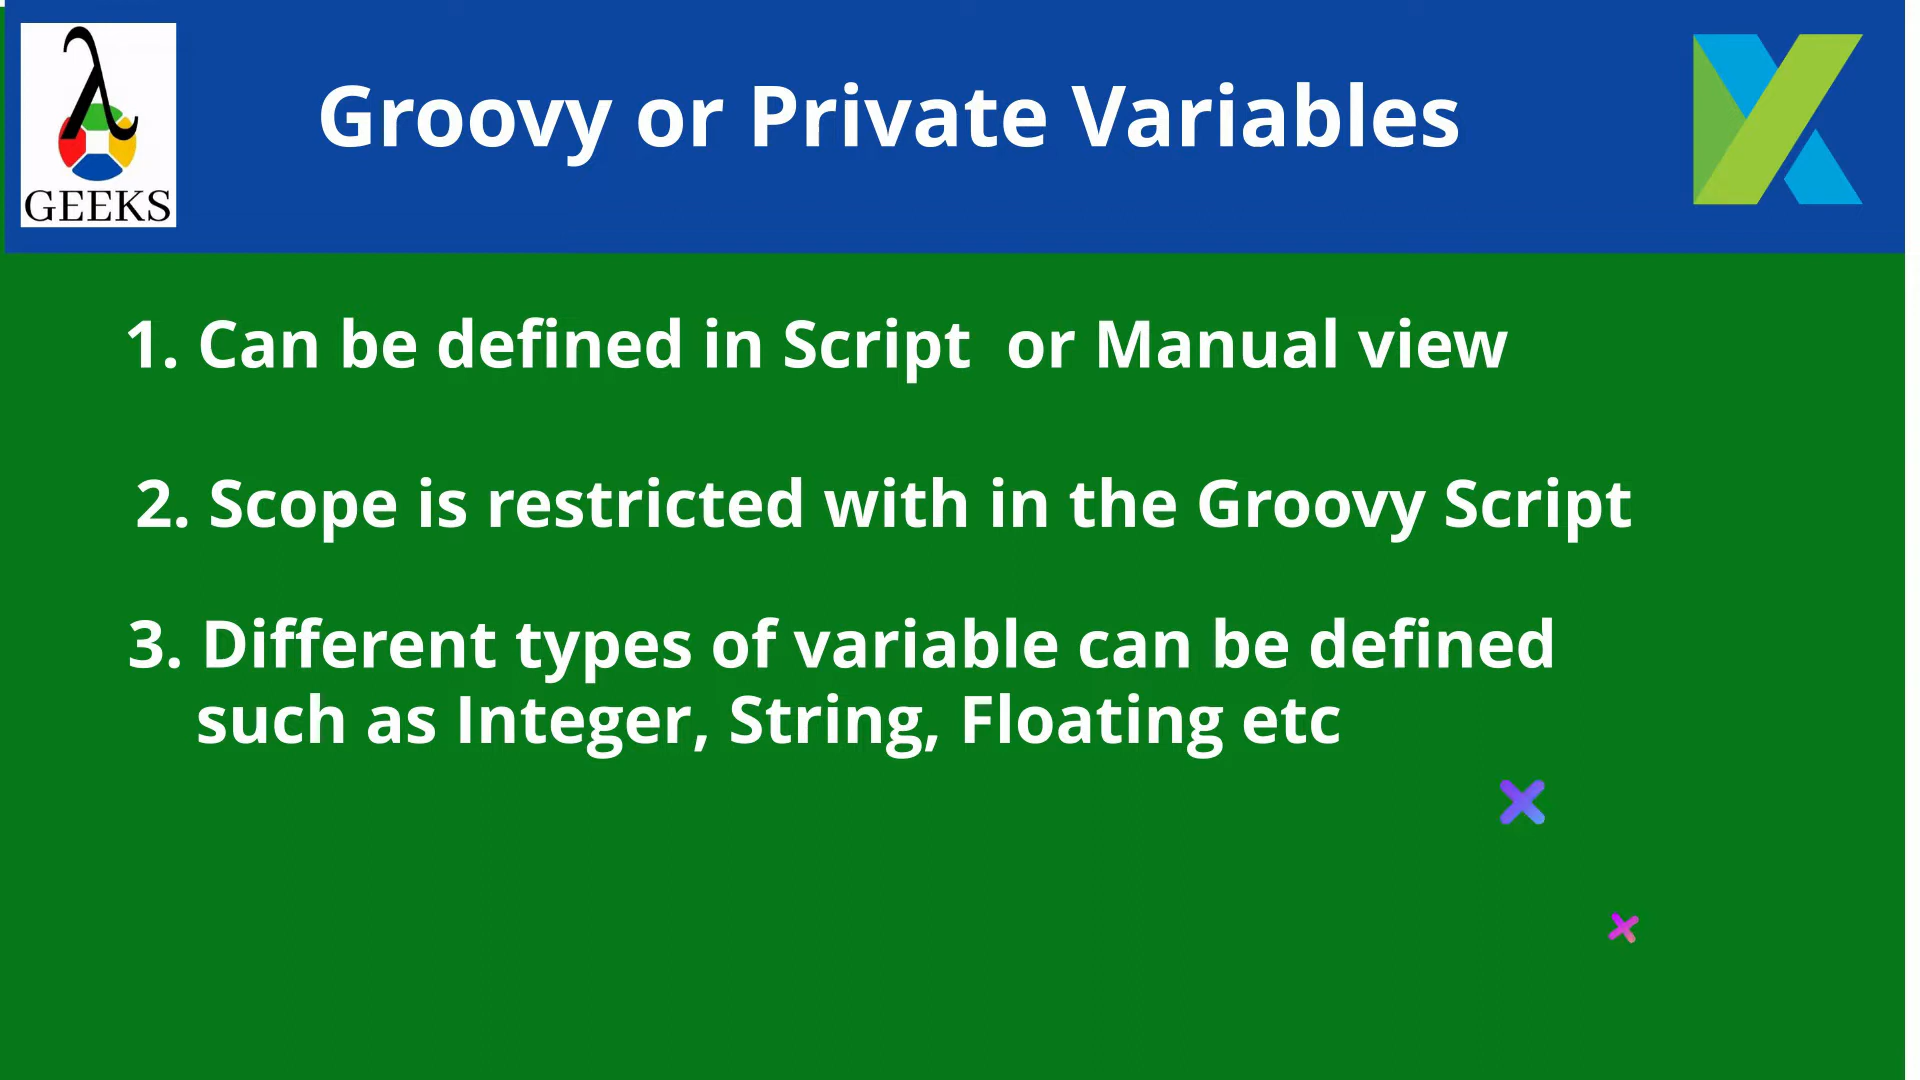 λ
GEEKS
Groovy or Private Variables
1. Can be defined in Script  or Manual view
2. Scope is restricted with in the Groovy Script
3. Different types of variable can be defined
such as Integer, String, Floating etc